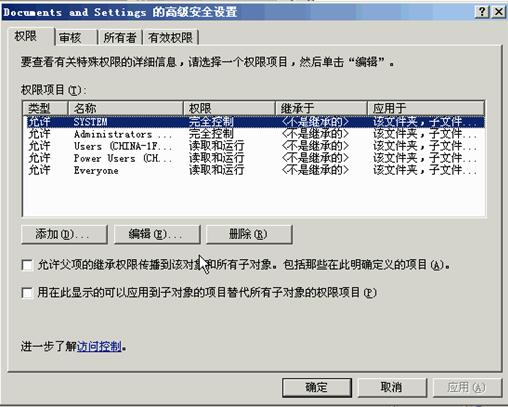 Documents and Settings 的高级安全设置
权限 审核 所有者 有效权限
要查看有关特殊权限的详细信息，请选择一个权限项目，然后单击“编辑”。
权限项目(T):
类型 名称 权限 继承于 应用于
允许 SYSTEM 完全控制 <不是继承的> 该文件夹，子文件...
允许 Administrators ... 完全控制 <不是继承的> 该文件夹，子文件...
允许 Users (CHINA-1F... 读取和运行 <不是继承的> 该文件夹，子文件...
允许 Power Users (CH... 读取和运行 <不是继承的> 该文件夹，子文件...
允许 Everyone 读取和运行 <不是继承的> 该文件夹，子文件...
添加(D)... 编辑(E)... 删除(R)
允许父项的继承权限传播到该对象和所有子对象。包括那些在此明确定义的项目(A)。
用在此显示的可以应用到子对象的项目替代所有子对象的权限项目(P)
进一步了解访问控制。
确定 取消 应用(A)